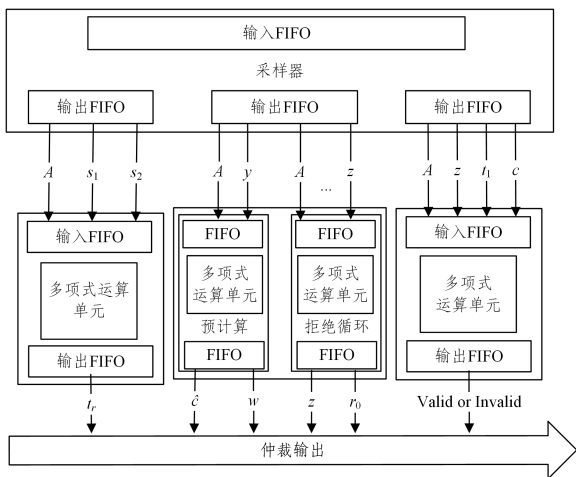 输入FIFO
采样器
输出FIFO 输出FIFO 输出FIFO
A s₁ s₂ A y A z A z t₁ c
...
输入FIFO FIFO FIFO 输入FIFO
多项式运算 多项式 多项式 多项式
单元 运算单元 运算单元 运算单元
预计算 拒绝循环
输出FIFO FIFO FIFO 输出FIFO
tᵣ ĉ w z r₀ Valid or Invalid
仲裁输出